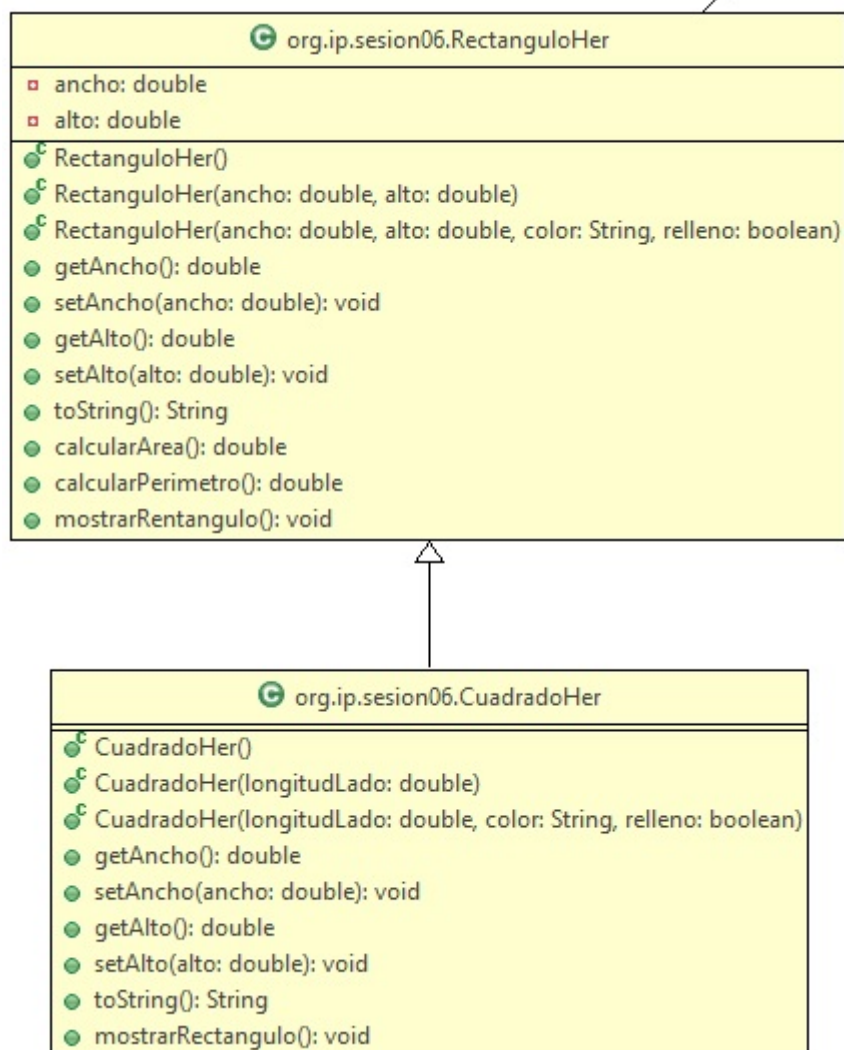 org.ip.sesion06.RectanguloHer
ancho: double
alto: double
RectanguloHer()
RectanguloHer(ancho: double, alto: double)
RectanguloHer(ancho: double, alto: double, color: String, relleno: boolean)
getAncho(): double
setAncho(ancho: double): void
getAlto(): double
setAlto(alto: double): void
toString(): String
calcularArea(): double
calcularPerimetro(): double
mostrarRentangulo(): void
org.ip.sesion06.CuadradoHer
CuadradoHer()
CuadradoHer(longitudLado: double)
CuadradoHer(longitudLado: double, color: String, relleno: boolean)
getAncho(): double
setAncho(ancho: double): void
getAlto(): double
setAlto(alto: double): void
toString(): String
mostrarRectangulo(): void